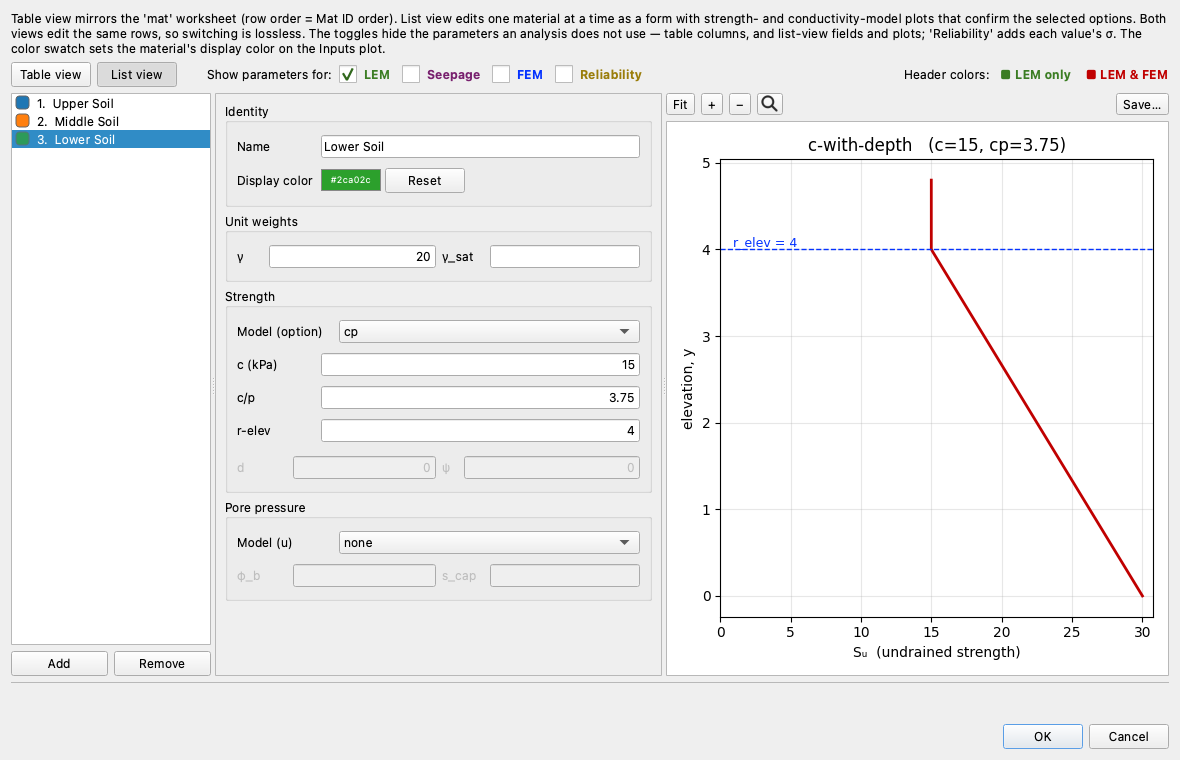 Table view mirrors the 'mat' worksheet (row order = Mat ID order). List view edits one material at a time as a form with strength- and conductivity-model plots that confirm the selected options. Both
views edit the same rows, so switching is lossless. The toggles hide the parameters an analysis does not use — table columns, and list-view fields and plots; 'Reliability' adds each value's σ. The
color swatch sets the material's display color on the Inputs plot.
Table view List view Show parameters for: LEM Seepage FEM Reliability Header colors: LEM only LEM & FEM
1. Upper Soil
2. Middle Soil
3. Lower Soil
Add Remove
Identity
Name Lower Soil
Display color #2ca02c Reset
Unit weights
γ 20 γ_sat
Strength
Model (option) cp
c (kPa) 15
c/p 3.75
r-elev 4
d 0 ψ 0
Pore pressure
Model (u) none
φ_b s_cap
Fit + − Save...
c-with-depth (c=15, cp=3.75)
5
4
3
2
1
0
r_elev = 4
elevation, y
0 5 10 15 20 25 30
Sᵤ (undrained strength)
OK Cancel